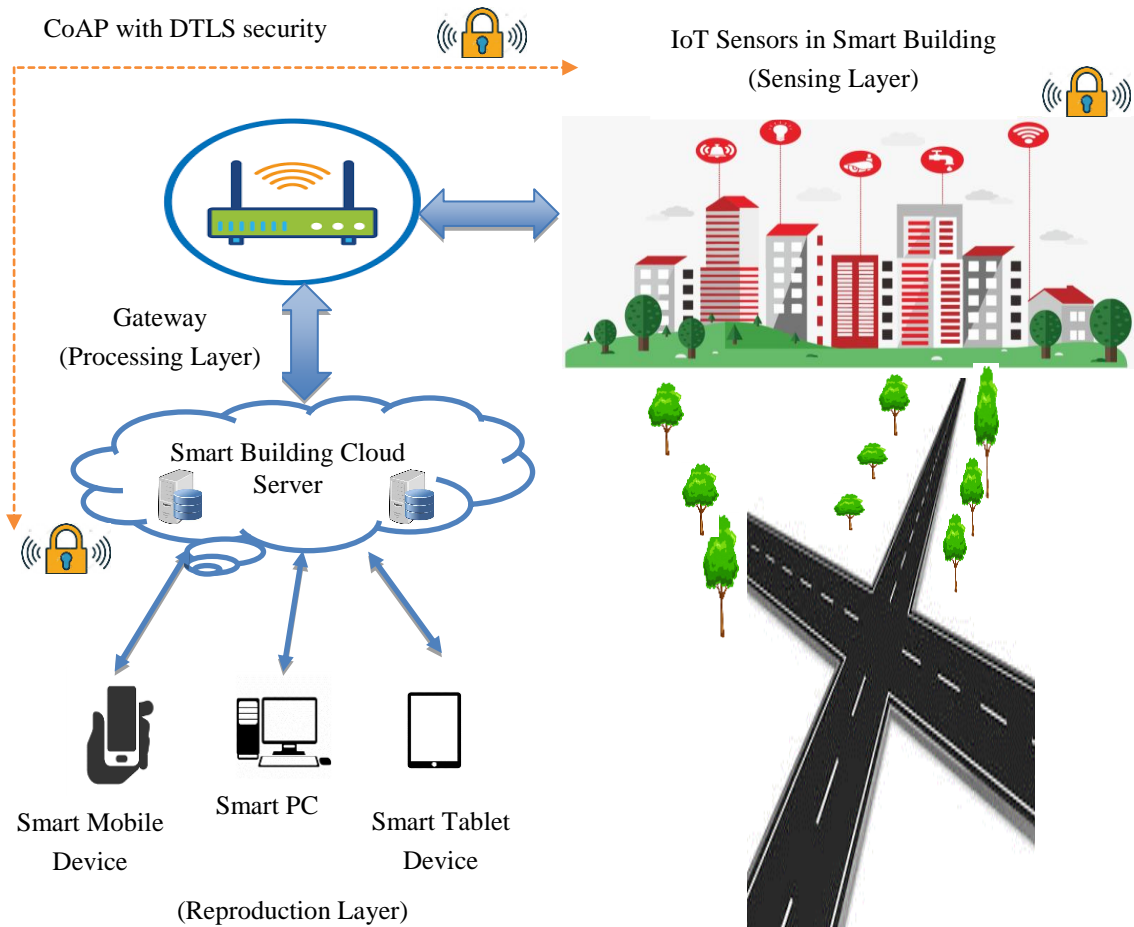 CoAP with DTLS security
IoT Sensors in Smart Building
(Sensing Layer)
Gateway
(Processing Layer)
Smart Building Cloud
Server
Smart Mobile
Device
Smart PC
Smart Tablet
Device
(Reproduction Layer)